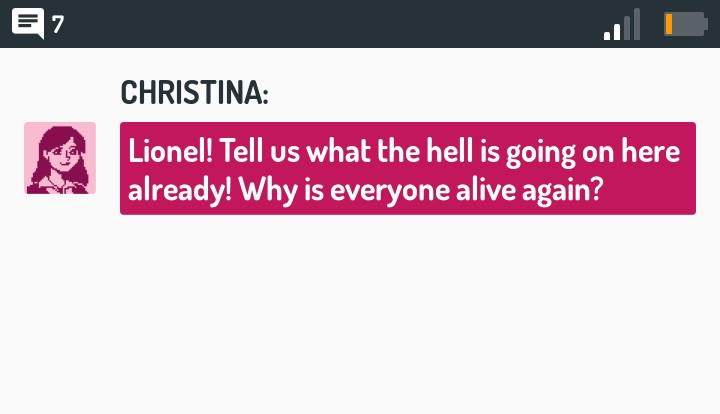 7
CHRISTINA:
Lionel! Tell us what the hell is going on here
already! Why is everyone alive again?